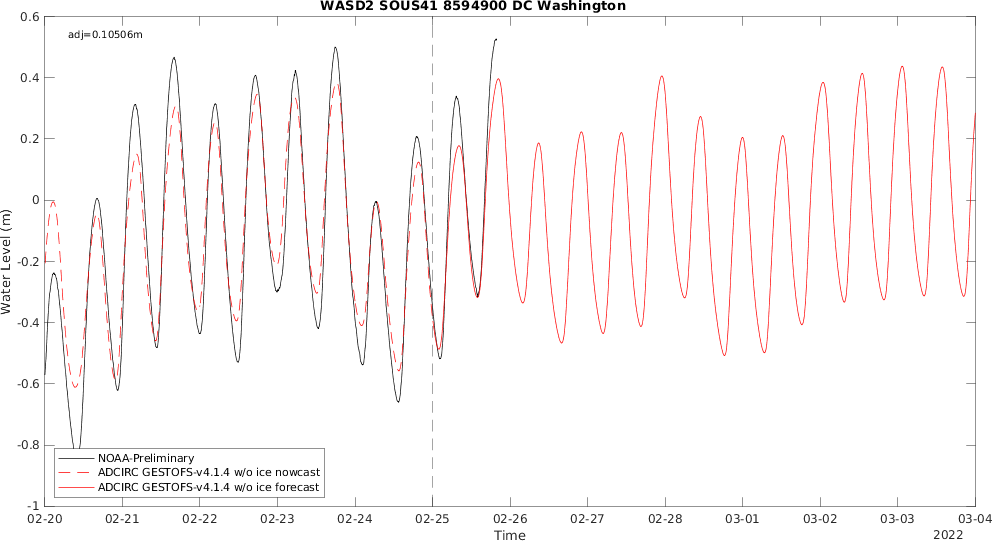 WASD2 SOUS41 8594900 DC Washington
adj=0.10506m
0.6
0.4
0.2
0
-0.2
-0.4
-0.6
-0.8
-1
Water Level (m)
NOAA-Preliminary
ADCIRC GESTOFS-v4.1.4 w/o ice nowcast
ADCIRC GESTOFS-v4.1.4 w/o ice forecast
02-20 02-21 02-22 02-23 02-24 02-25 02-26 02-27 02-28 03-01 03-02 03-03 03-04
Time
2022